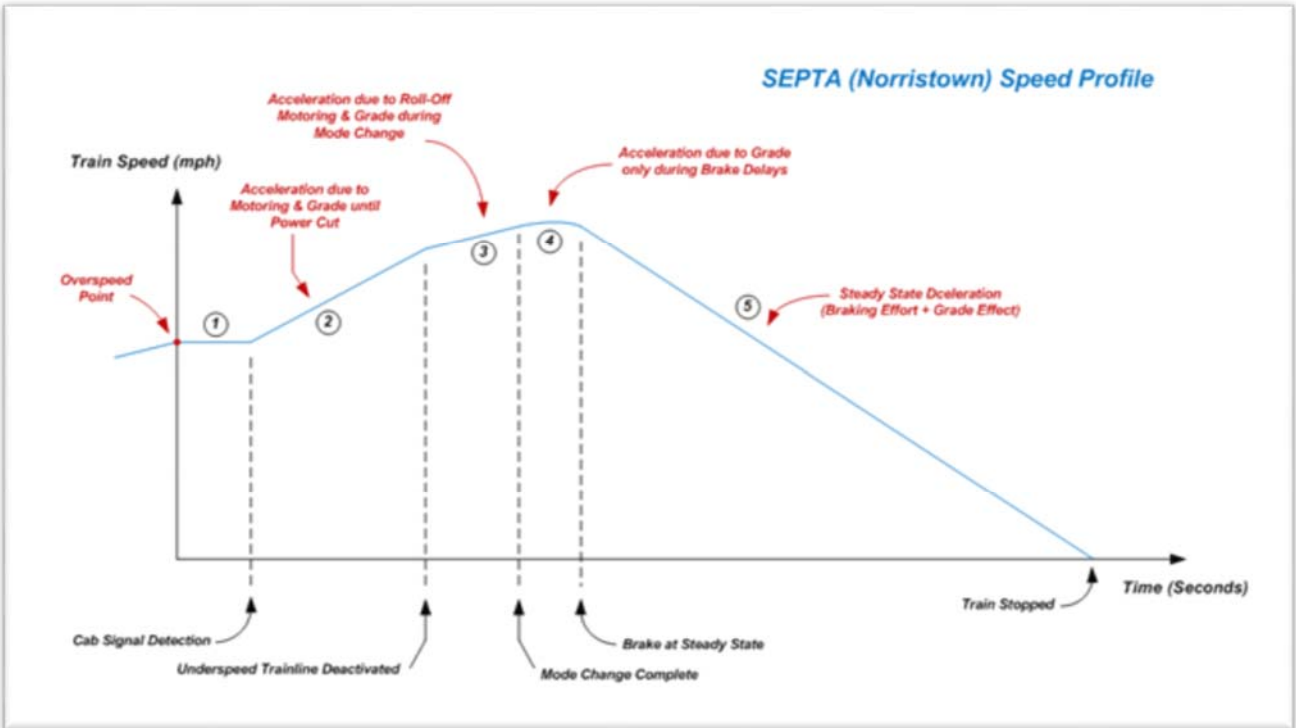 SEPTA (Norristown) Speed Profile
Acceleration due to Roll-Off
Motoring & Grade during
Mode Change
Train Speed (mph)
Acceleration due to Grade
only during Brake Delays
Acceleration due to
Motoring & Grade until
Power Cut
Overspeed
Point
1
2
3
4
5
Steady State Dceleration
(Braking Effort + Grade Effect)
Time (Seconds)
Train Stopped
Cab Signal Detection
Underspeed Trainline Deactivated
Brake at Steady State
Mode Change Complete